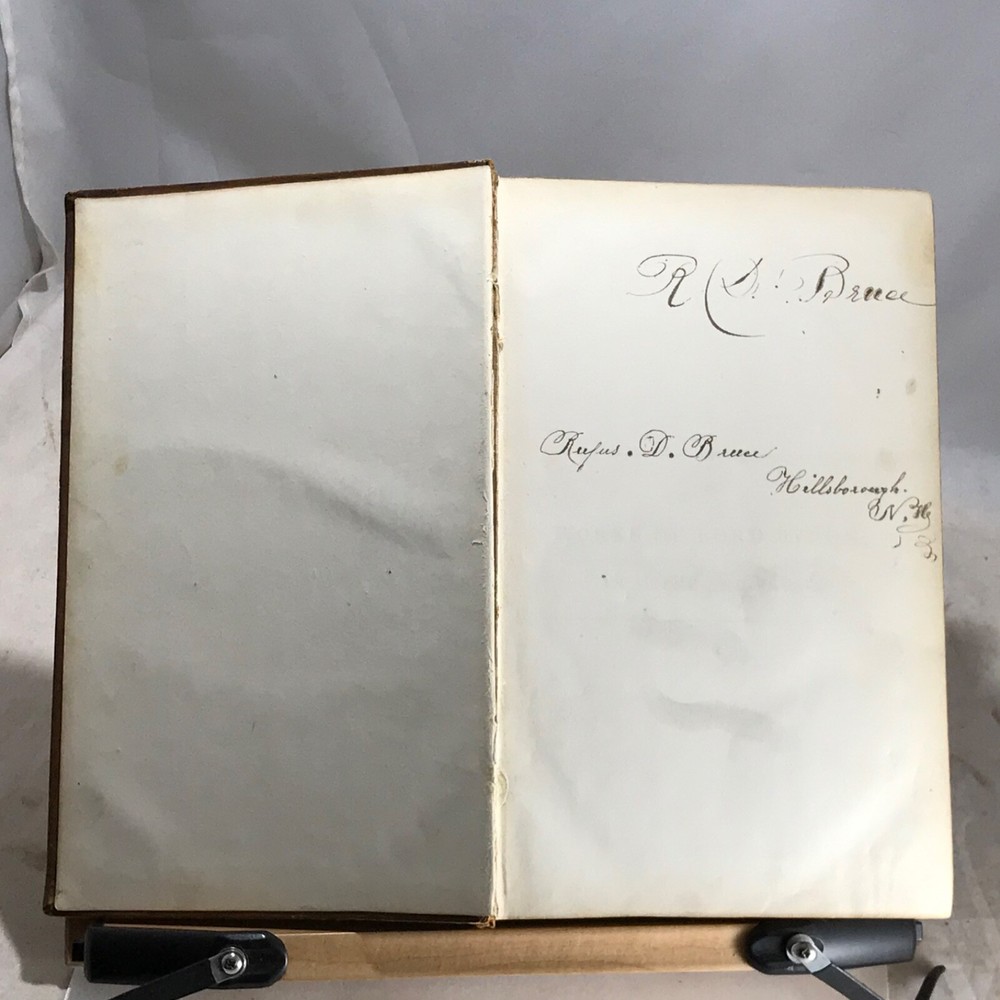 R D. Bruce
Rufus. D. Bruce
Hillsborough.
N. H